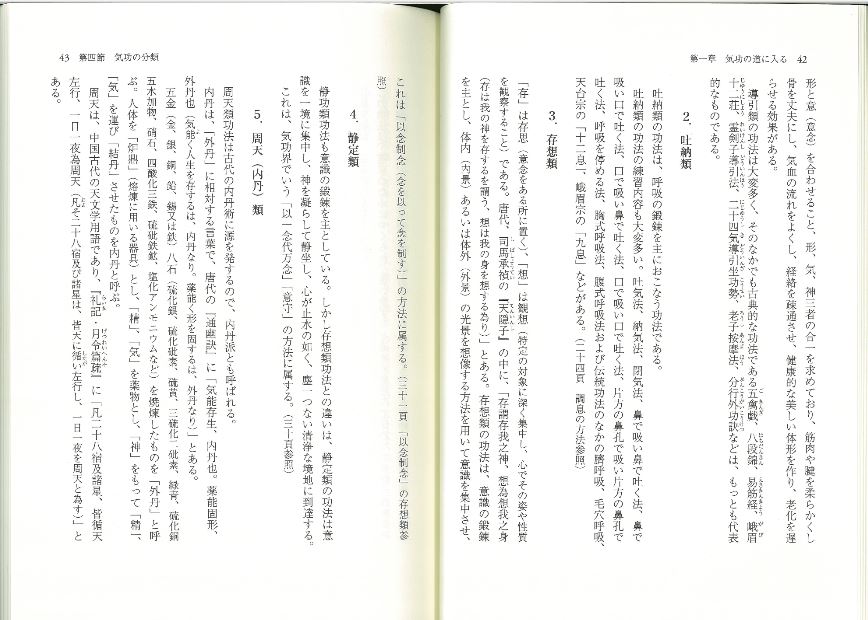 第一章　気功の道に入る　42
形と意（意念）を合わせること、形、気、神三者の合一を求めており、筋肉や腱を柔らかくし
骨を丈夫にし、気血の流れをよくし、経絡を疎通させ、健康的な美しい体形を作り、老化を遅
らせる効果がある。
導引類の功法は大変多く、そのなかでも古典的な功法である五禽戯、八段錦、易筋経、峨眉
十二荘、霊剣子導引法、二十四気導引坐功勢、老子按摩法、分行外功訣などは、もっとも代表
的なものである。
2．吐納類
吐納類の功法は、呼吸の鍛錬を主におこなう功法である。
吐納類の功法の練習内容も大変多い。吐気法、納気法、閉気法、鼻で吸い鼻で吐く法、鼻で
吸い口で吐く法、口で吸い鼻で吐く法、口で吸い口で吐く法、片方の鼻孔で吸い片方の鼻孔で
吐く法、呼吸を停める法、胸式呼吸法、腹式呼吸法および伝統功法のなかの臍呼吸、毛穴呼吸、
天台宗の「十二息」、峨眉宗の「九息」などがある。（二十四頁　調息の方法参照）
3．存想類
「存」は存思（意念をある所に置く）、「想」は観想（特定の対象に深く集中し、心でその姿や性質
を観察すること）である。唐代、司馬承禎の『天隠子』の中に、「存謂存我之神、想為想我之身
（存は我の神を存するを謂う、想は我の身を想する為り）」とある。存想類の功法は、意識の鍛錬
を主とし、体内（内景）あるいは体外（外景）の光景を想像する方法を用いて意識を集中させ、
43　第四節　気功の分類
これは「以念制念（念を以って念を制す）」の方法に属する。（三十一頁、「以念制念」の存想類参
照）
4．静定類
静功類功法も意識の鍛錬を主としている。しかし存想類功法との違いは、静定類の功法は意
識を一境に集中し、神を凝らして静坐し、心が止水の如く、塵一つない清浄な境地に到達する。
これは、気功界でいう「以一念代万念」「意守」の方法に属する。（三十頁参照）
5．周天（内丹）類
周天類功法は古代の内丹術に源を発するので、内丹派とも呼ばれる。
内丹は、「外丹」に相対する言葉で、唐代の『通幽訣』に「気能存生、内丹也。薬能固形、
外丹也（気能く人生を存するは、内丹なり。薬能く形を固するは、外丹なり）」とある。
五金（金、銀、銅、鉛、錫又は鉄）八石（硫化銀、硫化砒素、硫黄、三硫化二砒素、緑青、硫化銅
五水加物、硝石、四酸化三鉄、硫砒鉄鉱、塩化アンモニウムなど）を焼煉したものを「外丹」と呼
ぶ。人体を「炉鼎」（熔煉に用いる器具）とし、「精」、「気」を薬物とし、「神」をもって「精」、
「気」を運び「結丹」させたものを内丹と呼ぶ。
周天は、中国古代の天文学用語であり、『礼記・月令篇疏』に「凡二十八宿及諸星、皆循天
左行、一日一夜為周天（凡そ二十八宿及び諸星は、皆天に循い左行し、一日一夜を周天と為す）」と
ある。